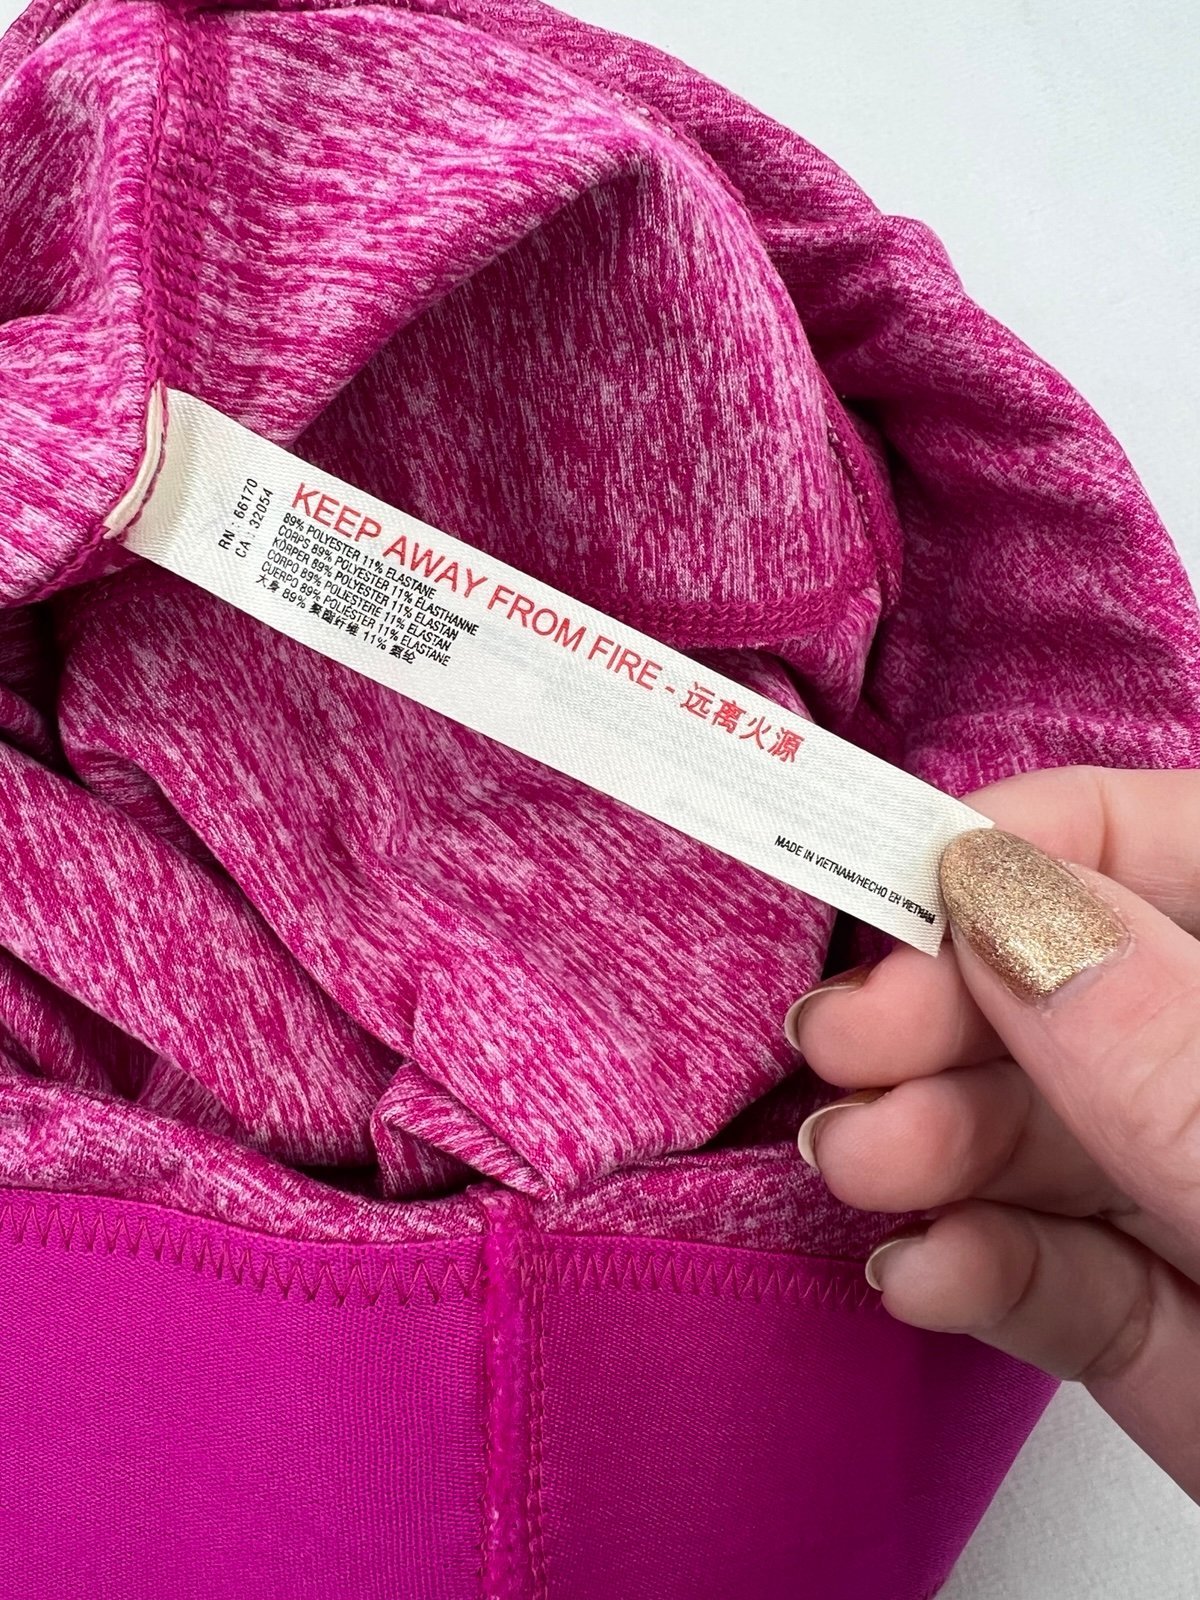 RN : 66170
CA : 32054
KEEP AWAY FROM FIRE - 远离火源
89% POLYESTER 11% ELASTANE
CORPS 89% POLYESTER 11% ELASTHANNE
KÖRPER 89% POLYESTER 11% ELASTAN
CORPO 89% POLIESTERE 11% ELASTAN
CUERPO 89% POLIÉSTER 11% ELASTANE
大身 89% 聚酯纤维 11% 氨纶
MADE IN VIETNAM/HECHO EN VIETNAM